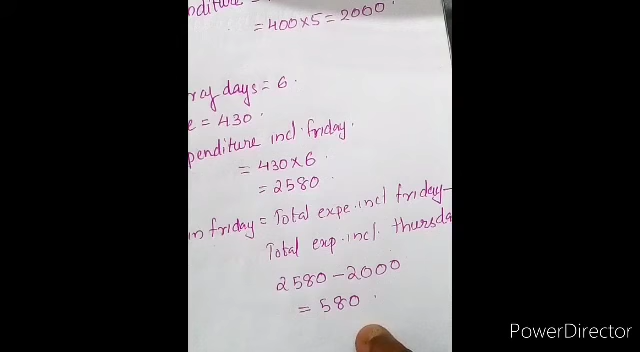 = 400×5 = 2000.
days = 6.
= 430.
penditure incl. friday.
= 430×6.
= 2580.
friday = Total expe. incl friday –
Total exp. incl. thursda
2580 – 2000
= 580.
PowerDirector